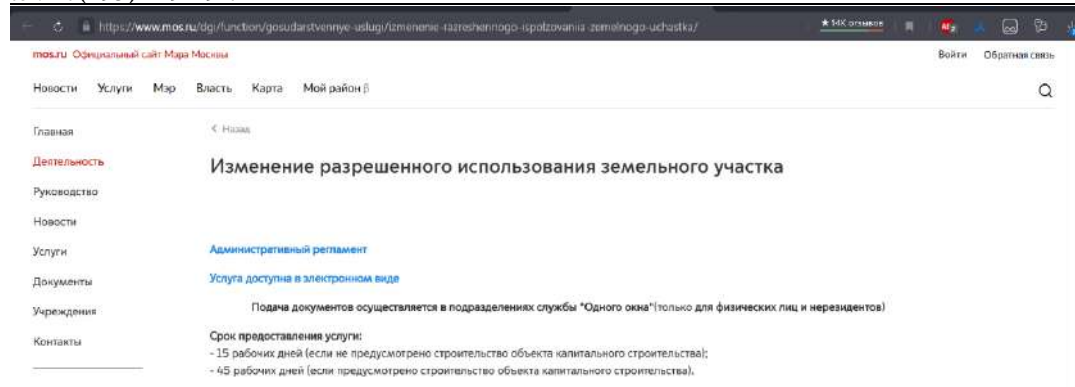 https://www.mos.ru/dgi/function/gosudarstvennye-uslugi/izmenenie-razreshennogo-ispolzovaniia-zemelnogo-uchastka/
★ 14K отзывов
mos.ru Официальный сайт Мэра Москвы
Войти Обратная связь
Новости Услуги Мэр Власть Карта Мой район β
Главная
< Назад
Деятельность
Изменение разрешенного использования земельного участка
Руководство
Новости
Услуги
Административный регламент
Документы
Услуга доступна в электронном виде
Учреждения
Подача документов осуществляется в подразделениях службы "Одного окна"(только для физических лиц и нерезидентов)
Контакты
Срок предоставления услуги:
- 15 рабочих дней (если не предусмотрено строительство объекта капитального строительства);
- 45 рабочих дней (если предусмотрено строительство объекта капитального строительства).